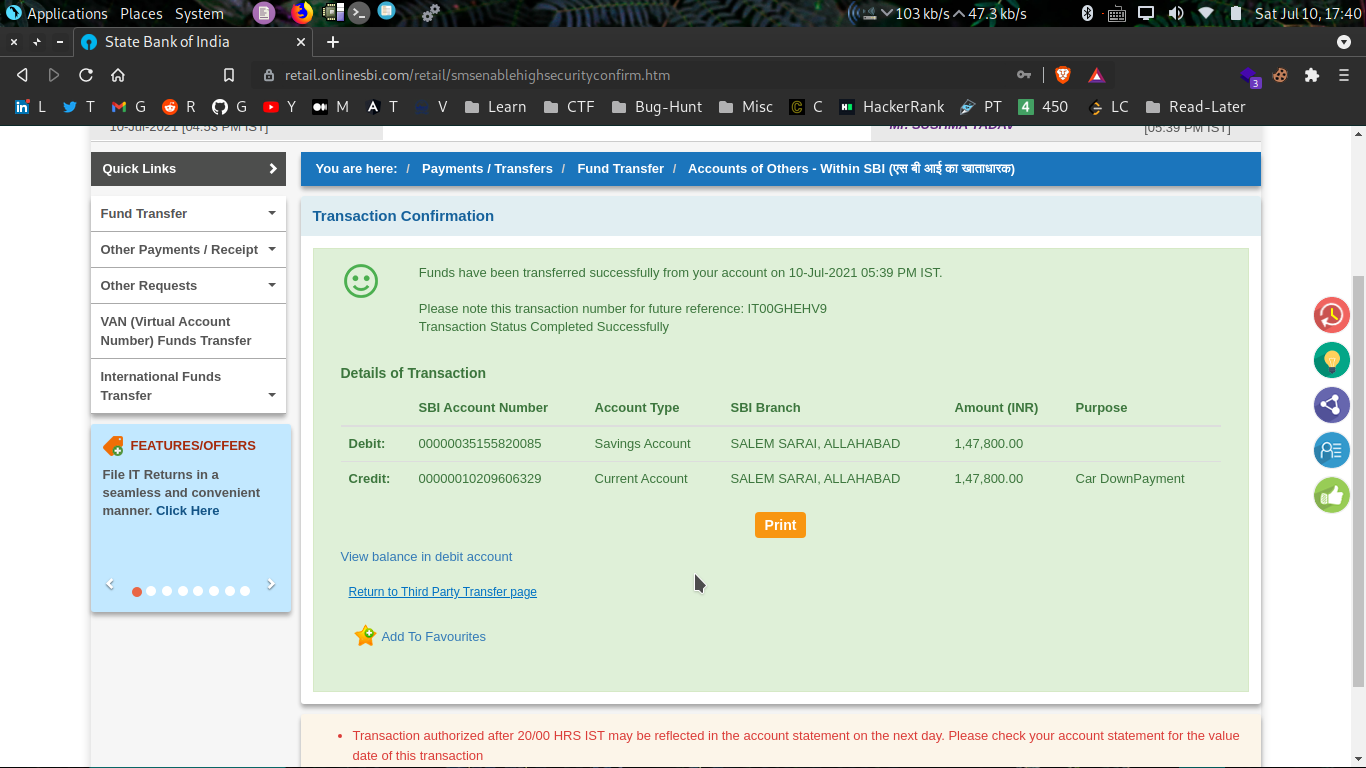 Applications Places System 103 kb/s 47.3 kb/s Sat Jul 10, 17:40
State Bank of India
retail.onlinesbi.com/retail/smsenablehighsecurityconfirm.htm
3
L T G R G Y M T V Learn CTF Bug-Hunt Misc C HackerRank PT 4 450 LC Read-Later
10-Jul-2021 [04:53 PM IST] Mr. SUSHMA YADAV [05:39 PM IST]
Quick Links
Fund Transfer
Other Payments / Receipt
Other Requests
VAN (Virtual Account
Number) Funds Transfer
International Funds
Transfer
FEATURES/OFFERS
File IT Returns in a
seamless and convenient
manner. Click Here
You are here: / Payments / Transfers / Fund Transfer / Accounts of Others - Within SBI (एस बी आई का खाताधारक)
Transaction Confirmation
Funds have been transferred successfully from your account on 10-Jul-2021 05:39 PM IST.
Please note this transaction number for future reference: IT00GHEHV9
Transaction Status Completed Successfully
Details of Transaction
SBI Account Number Account Type SBI Branch Amount (INR) Purpose
Debit: 00000035155820085 Savings Account SALEM SARAI, ALLAHABAD 1,47,800.00
Credit: 00000010209606329 Current Account SALEM SARAI, ALLAHABAD 1,47,800.00 Car DownPayment
Print
View balance in debit account
Return to Third Party Transfer page
Add To Favourites
Transaction authorized after 20/00 HRS IST may be reflected in the account statement on the next day. Please check your account statement for the value
date of this transaction